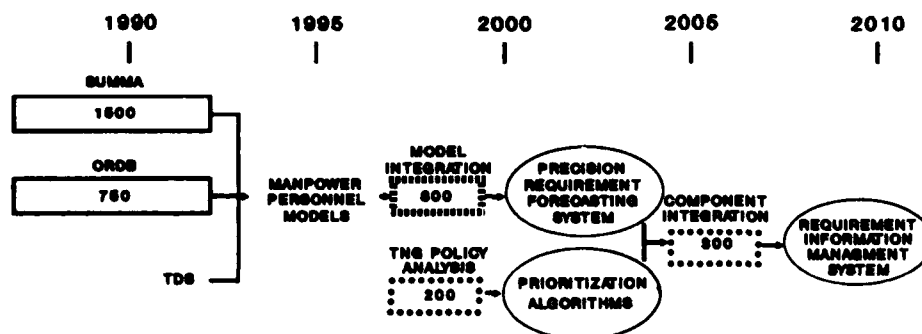 1990 1995 2000 2005 2010
SUMMA
1500
ORDB
750
TDS
MANPOWER
PERSONNEL
MODELS
MODEL
INTEGRATION
800
TNG POLICY
ANALYSIS
200
PRECISION
REQUIREMENT
FORECASTING
SYSTEM
PRIORITIZATION
ALGORITHMS
COMPONENT
INTEGRATION
300
REQUIREMENT
INFORMATION
MANAGMENT
SYSTEM